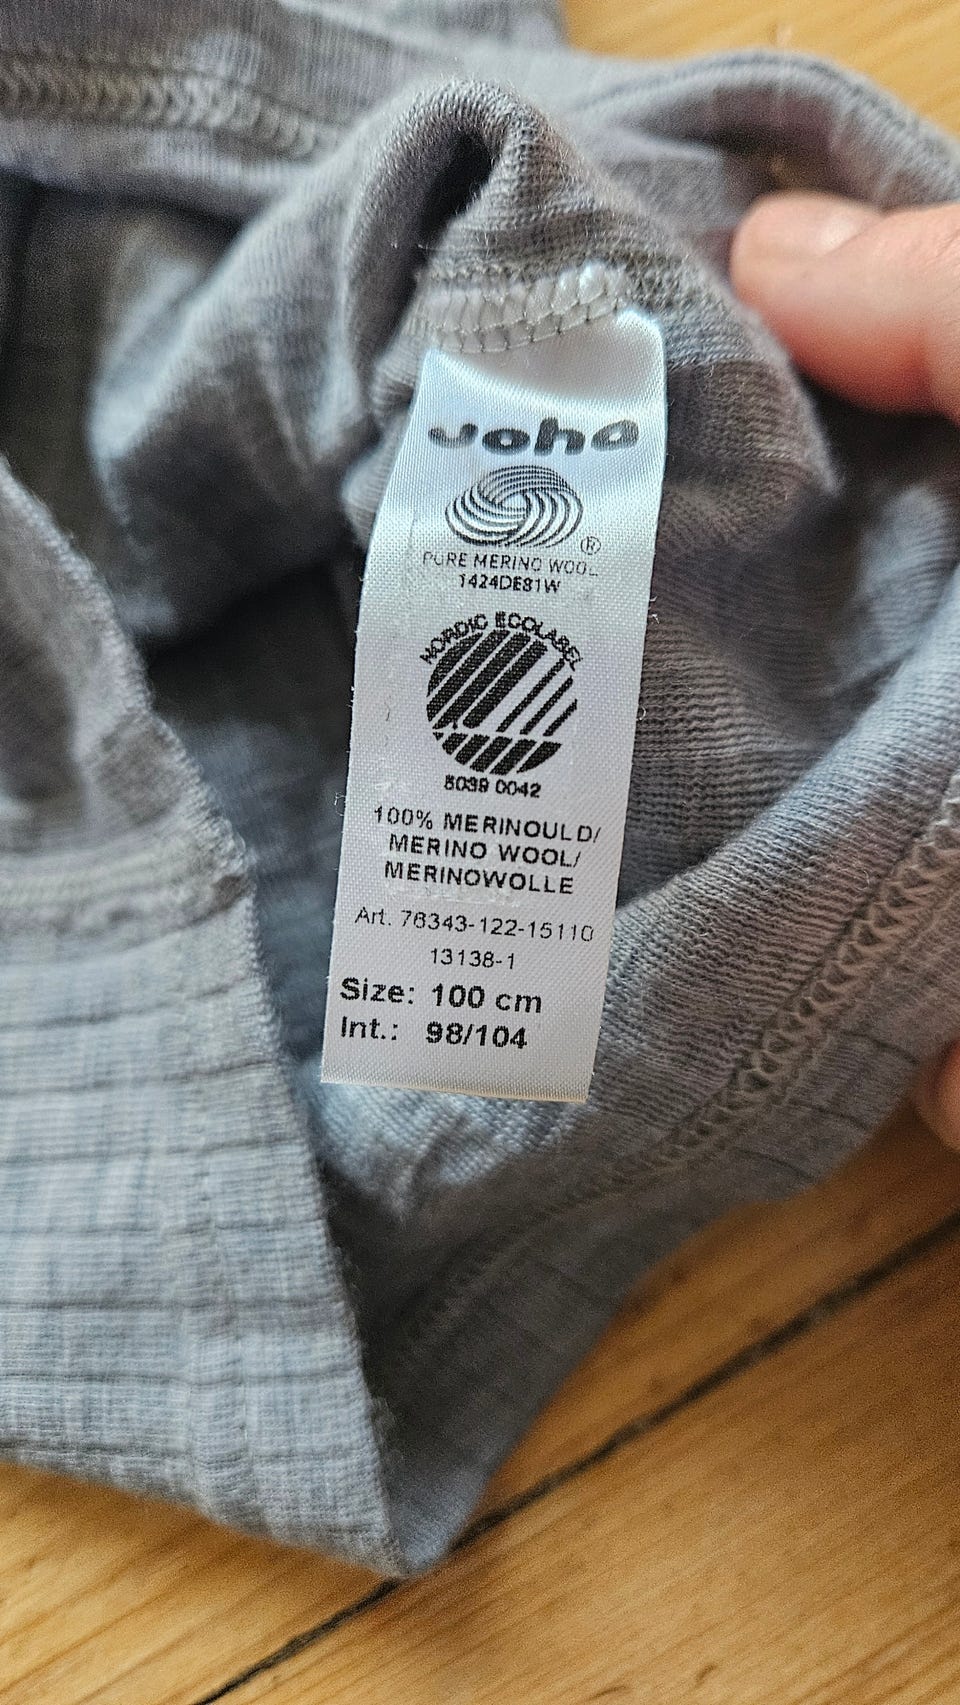 Joha
®
PURE MERINO WOOL
1424DE81W
NORDIC ECOLABEL
5039 0042
100% MERINOULD/
MERINO WOOL/
MERINOWOLLE
Art. 76343-122-15110
13138-1
Size: 100 cm
Int.: 98/104